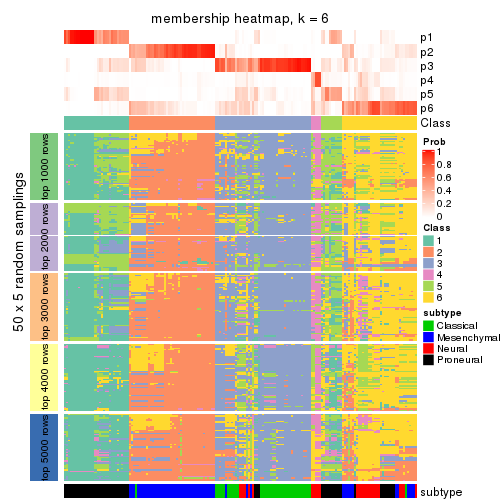 membership heatmap, k = 6
p1
p2
p3
p4
p5
p6
Class
50 x 5 random samplings
top 1000 rows
top 2000 rows
top 3000 rows
top 4000 rows
top 5000 rows
Prob
1
0.8
0.6
0.4
0.2
0
Class
1
2
3
4
5
6
subtype
Classical
Mesenchymal
Neural
Proneural
subtype